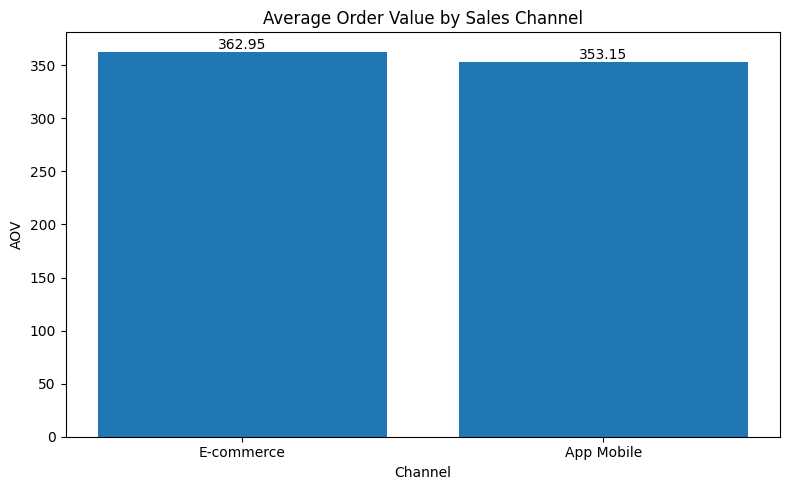 Average Order Value by Sales Channel
362.95
353.15
350
300
250
200
150
100
50
0
AOV
E-commerce
App Mobile
Channel